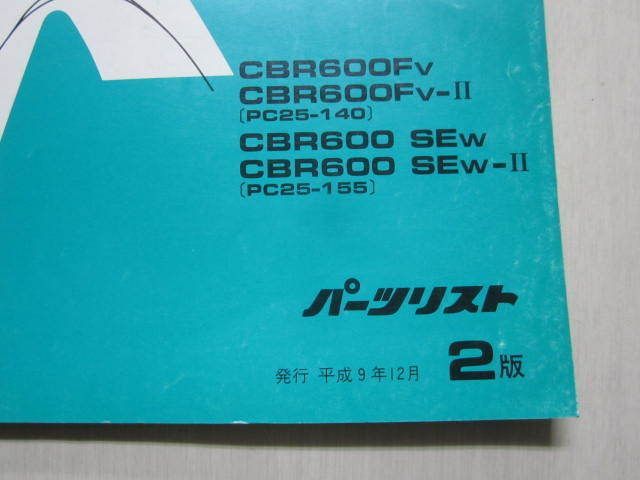 CBR600FV
CBR600FV-II
(PC25-140)
CBR600 SEW
CBR600 SEW-II
(PC25-155)
パーツリスト
発行 平成9年12月 2版